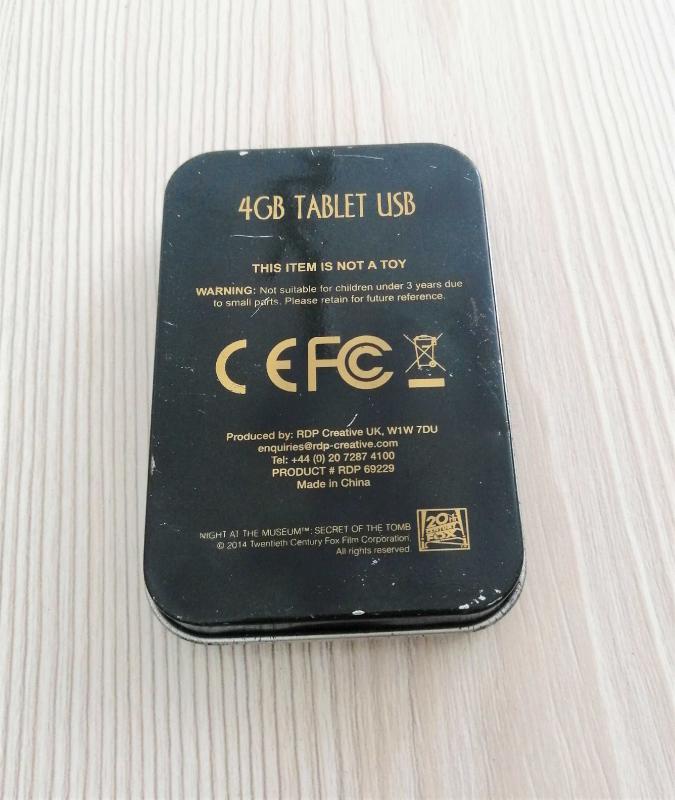 4GB TABLET USB
THIS ITEM IS NOT A TOY
WARNING: Not suitable for children under 3 years due
to small parts. Please retain for future reference.
CE FC
Produced by: RDP Creative UK, W1W 7DU
enquiries@rdp-creative.com
Tel: +44 (0) 20 7287 4100
PRODUCT # RDP 69229
Made in China
NIGHT AT THE MUSEUM™: SECRET OF THE TOMB
© 2014 Twentieth Century Fox Film Corporation.
All rights reserved.
20th
CENTURY
FOX